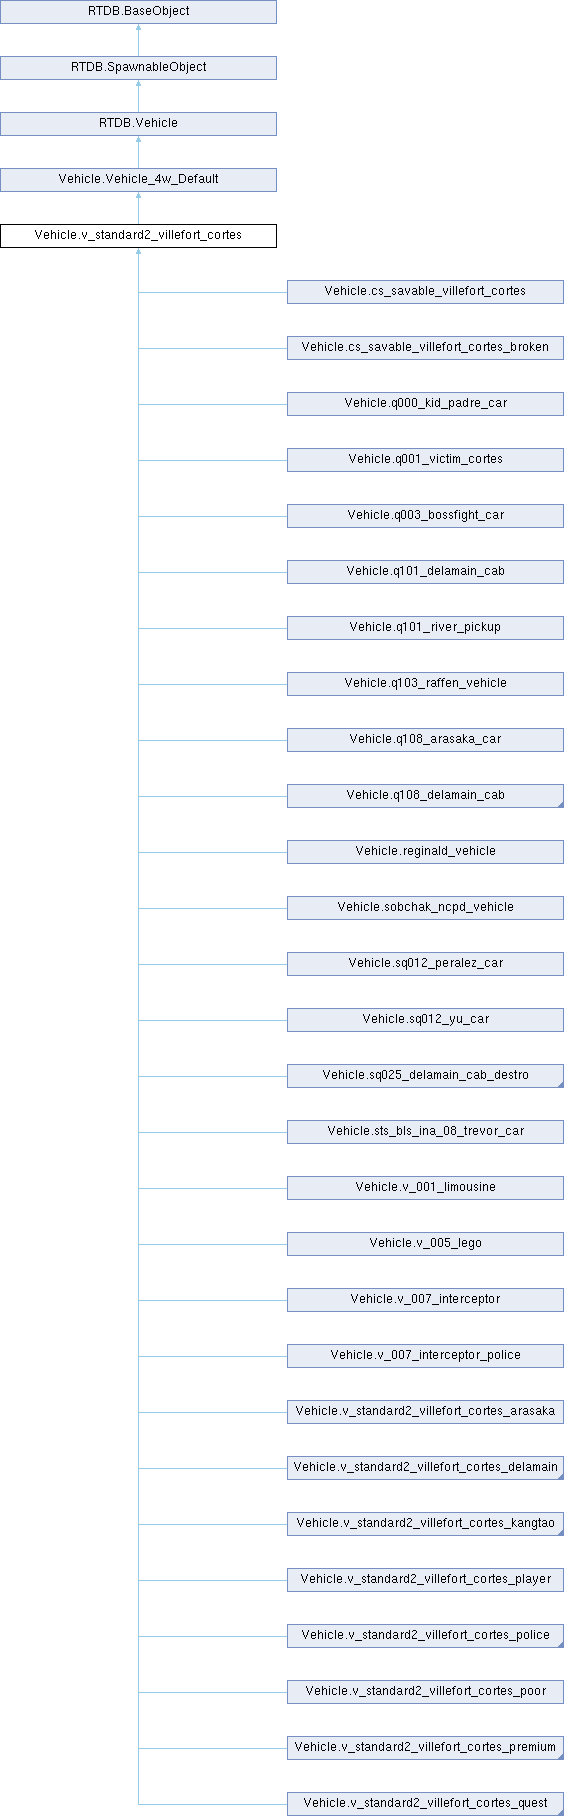 RTDB.BaseObject
RTDB.SpawnableObject
RTDB.Vehicle
Vehicle.Vehicle_4w_Default
Vehicle.v_standard2_villefort_cortes
Vehicle.cs_savable_villefort_cortes
Vehicle.cs_savable_villefort_cortes_broken
Vehicle.q000_kid_padre_car
Vehicle.q001_victim_cortes
Vehicle.q003_bossfight_car
Vehicle.q101_delamain_cab
Vehicle.q101_river_pickup
Vehicle.q103_raffen_vehicle
Vehicle.q108_arasaka_car
Vehicle.q108_delamain_cab
Vehicle.reginald_vehicle
Vehicle.sobchak_ncpd_vehicle
Vehicle.sq012_peralez_car
Vehicle.sq012_yu_car
Vehicle.sq025_delamain_cab_destro
Vehicle.sts_bls_ina_08_trevor_car
Vehicle.v_001_limousine
Vehicle.v_005_lego
Vehicle.v_007_interceptor
Vehicle.v_007_interceptor_police
Vehicle.v_standard2_villefort_cortes_arasaka
Vehicle.v_standard2_villefort_cortes_delamain
Vehicle.v_standard2_villefort_cortes_kangtao
Vehicle.v_standard2_villefort_cortes_player
Vehicle.v_standard2_villefort_cortes_police
Vehicle.v_standard2_villefort_cortes_poor
Vehicle.v_standard2_villefort_cortes_premium
Vehicle.v_standard2_villefort_cortes_quest